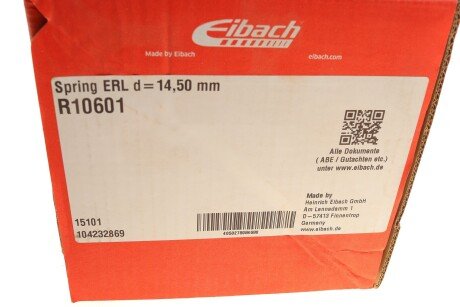 Eibach
Made by Eibach
eibach.com
Spring ERL d=14,50 mm
R10601
Alle Dokumente
( ABE / Gutachten etc.)
unter www.eibach.de
Made by
Heinrich Eibach GmbH
Am Lennedamm 1
D-57413 Finnentrop
Germany
www.eibach.de
15101
104232869